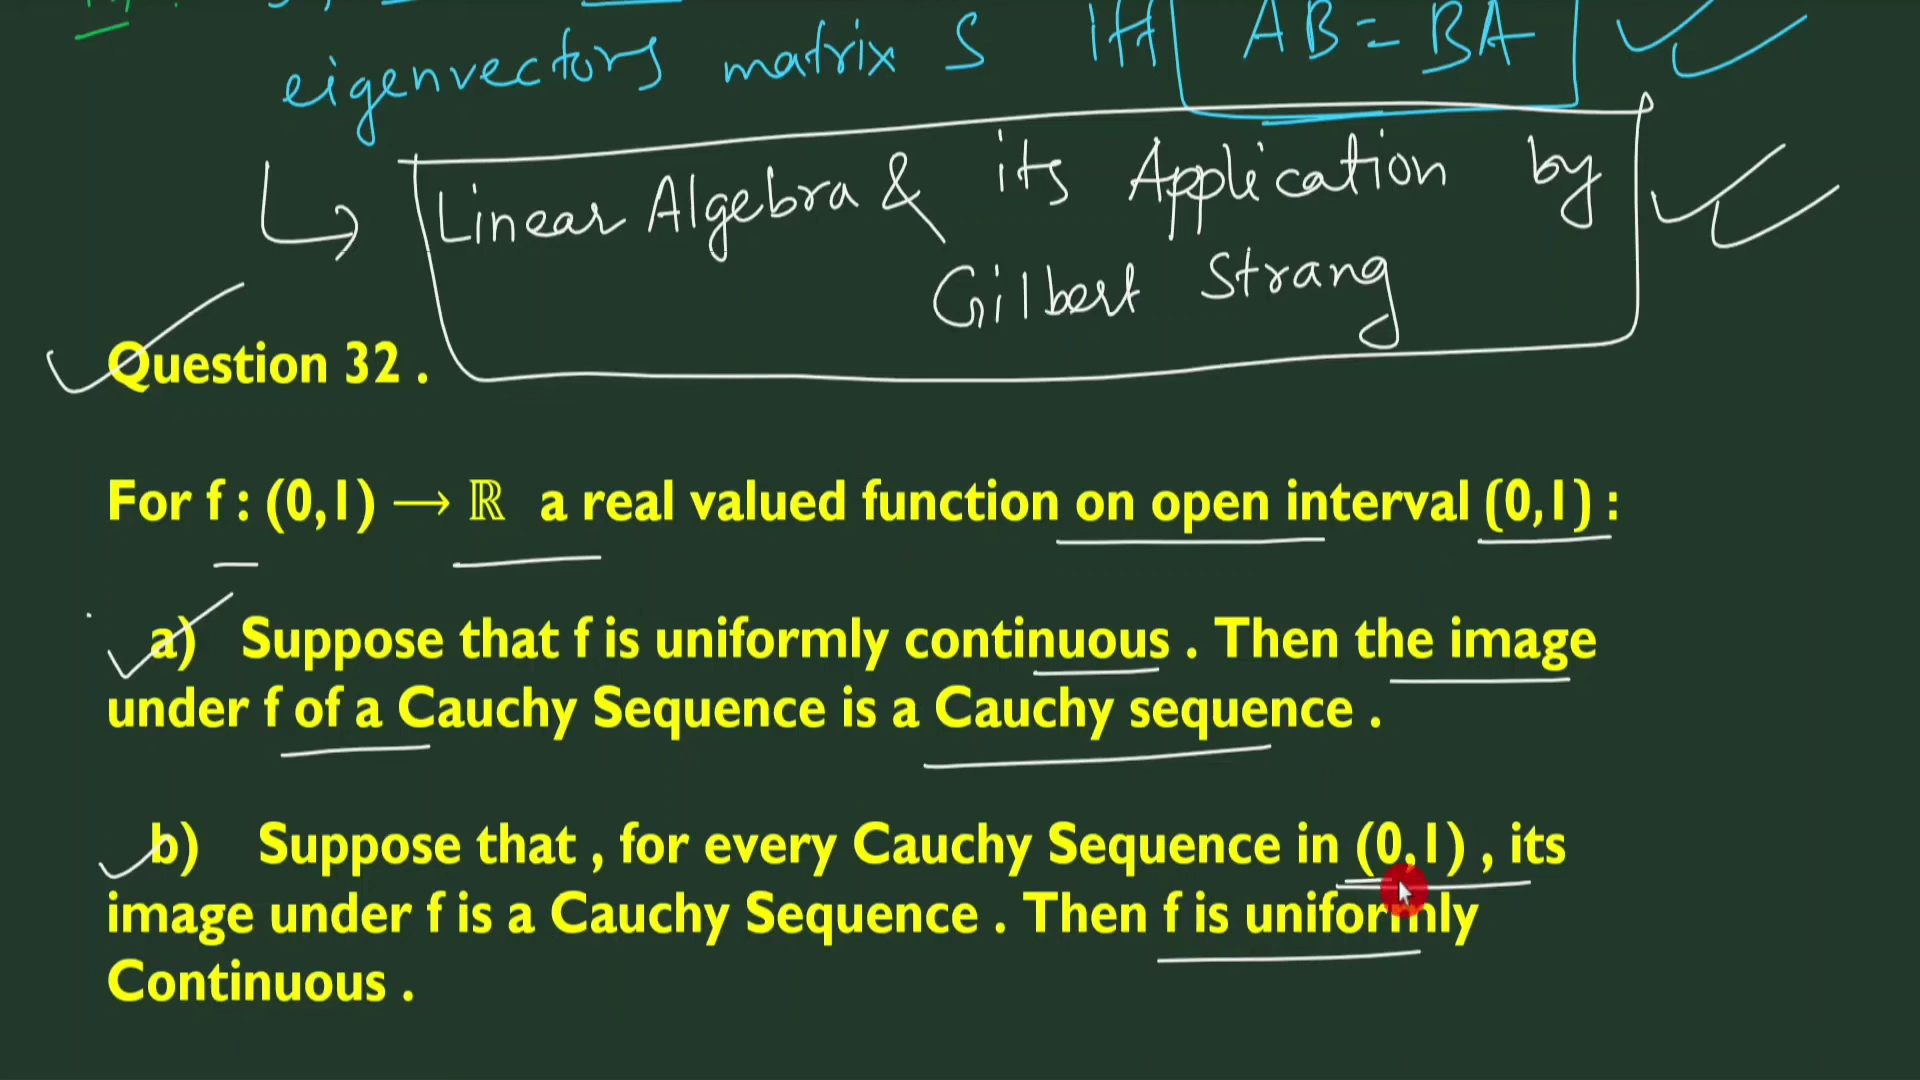 eigenvectors matrix S iff AB = BA
Linear Algebra & its Application by
Gilbert Strang
Question 32 .
For f : (0,1) → ℝ a real valued function on open interval (0,1) :
a) Suppose that f is uniformly continuous . Then the image
under f of a Cauchy Sequence is a Cauchy sequence .
b) Suppose that , for every Cauchy Sequence in (0,1) , its
image under f is a Cauchy Sequence . Then f is uniformly
Continuous .